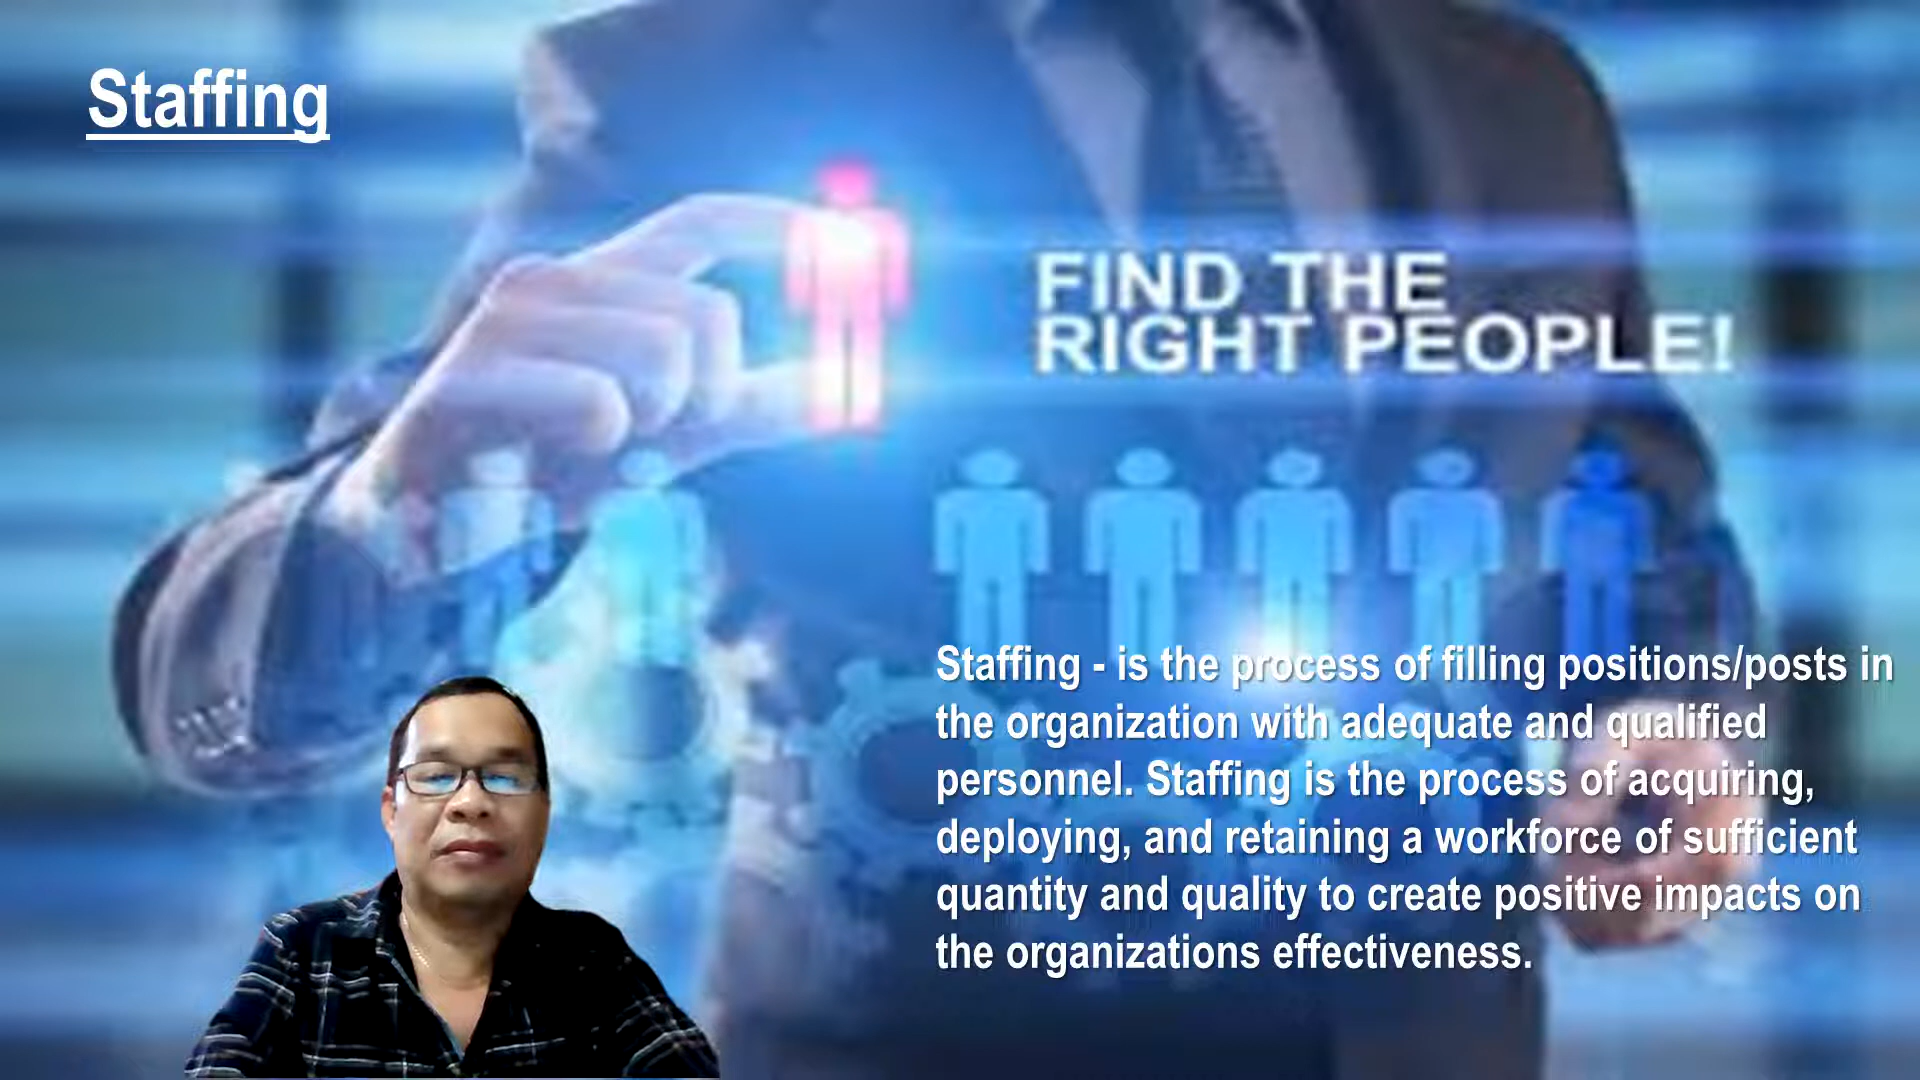 Staffing
FIND THE
RIGHT PEOPLE!
Staffing - is the process of filling positions/posts in
the organization with adequate and qualified
personnel. Staffing is the process of acquiring,
deploying, and retaining a workforce of sufficient
quantity and quality to create positive impacts on
the organizations effectiveness.